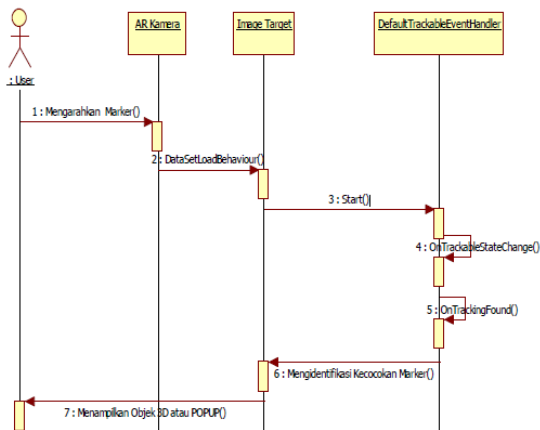 AR Kamera
Image Target
DefaultTrackableEventHandler
: User
1 : Mengarahkan Marker()
2 : DataSetLoadBehaviour()
3 : Start()
4 : OnTrackableStateChange()
5 : OnTrackingFound()
6 : Mengidentifikasi Kecocokan Marker()
7 : Menampilkan Objek 3D atau POPUP()